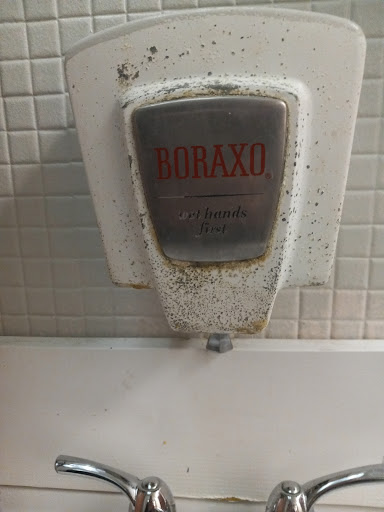 BORAXO®
wet hands
first